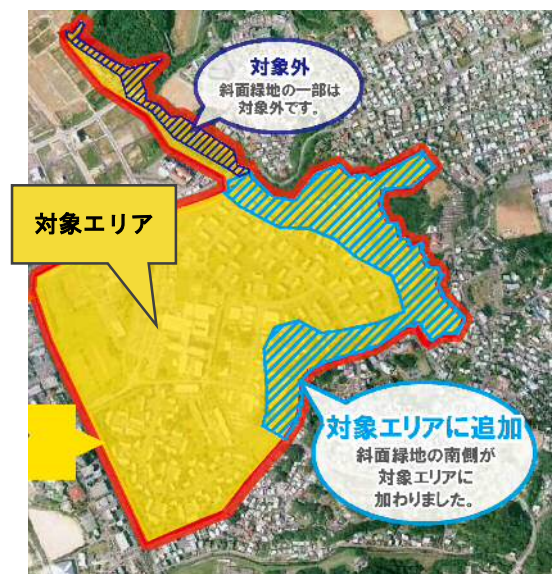 対象外
斜面緑地の一部は
対象外です。
対象エリア
対象エリアに追加
斜面緑地の南側が
対象エリアに
加わりました。